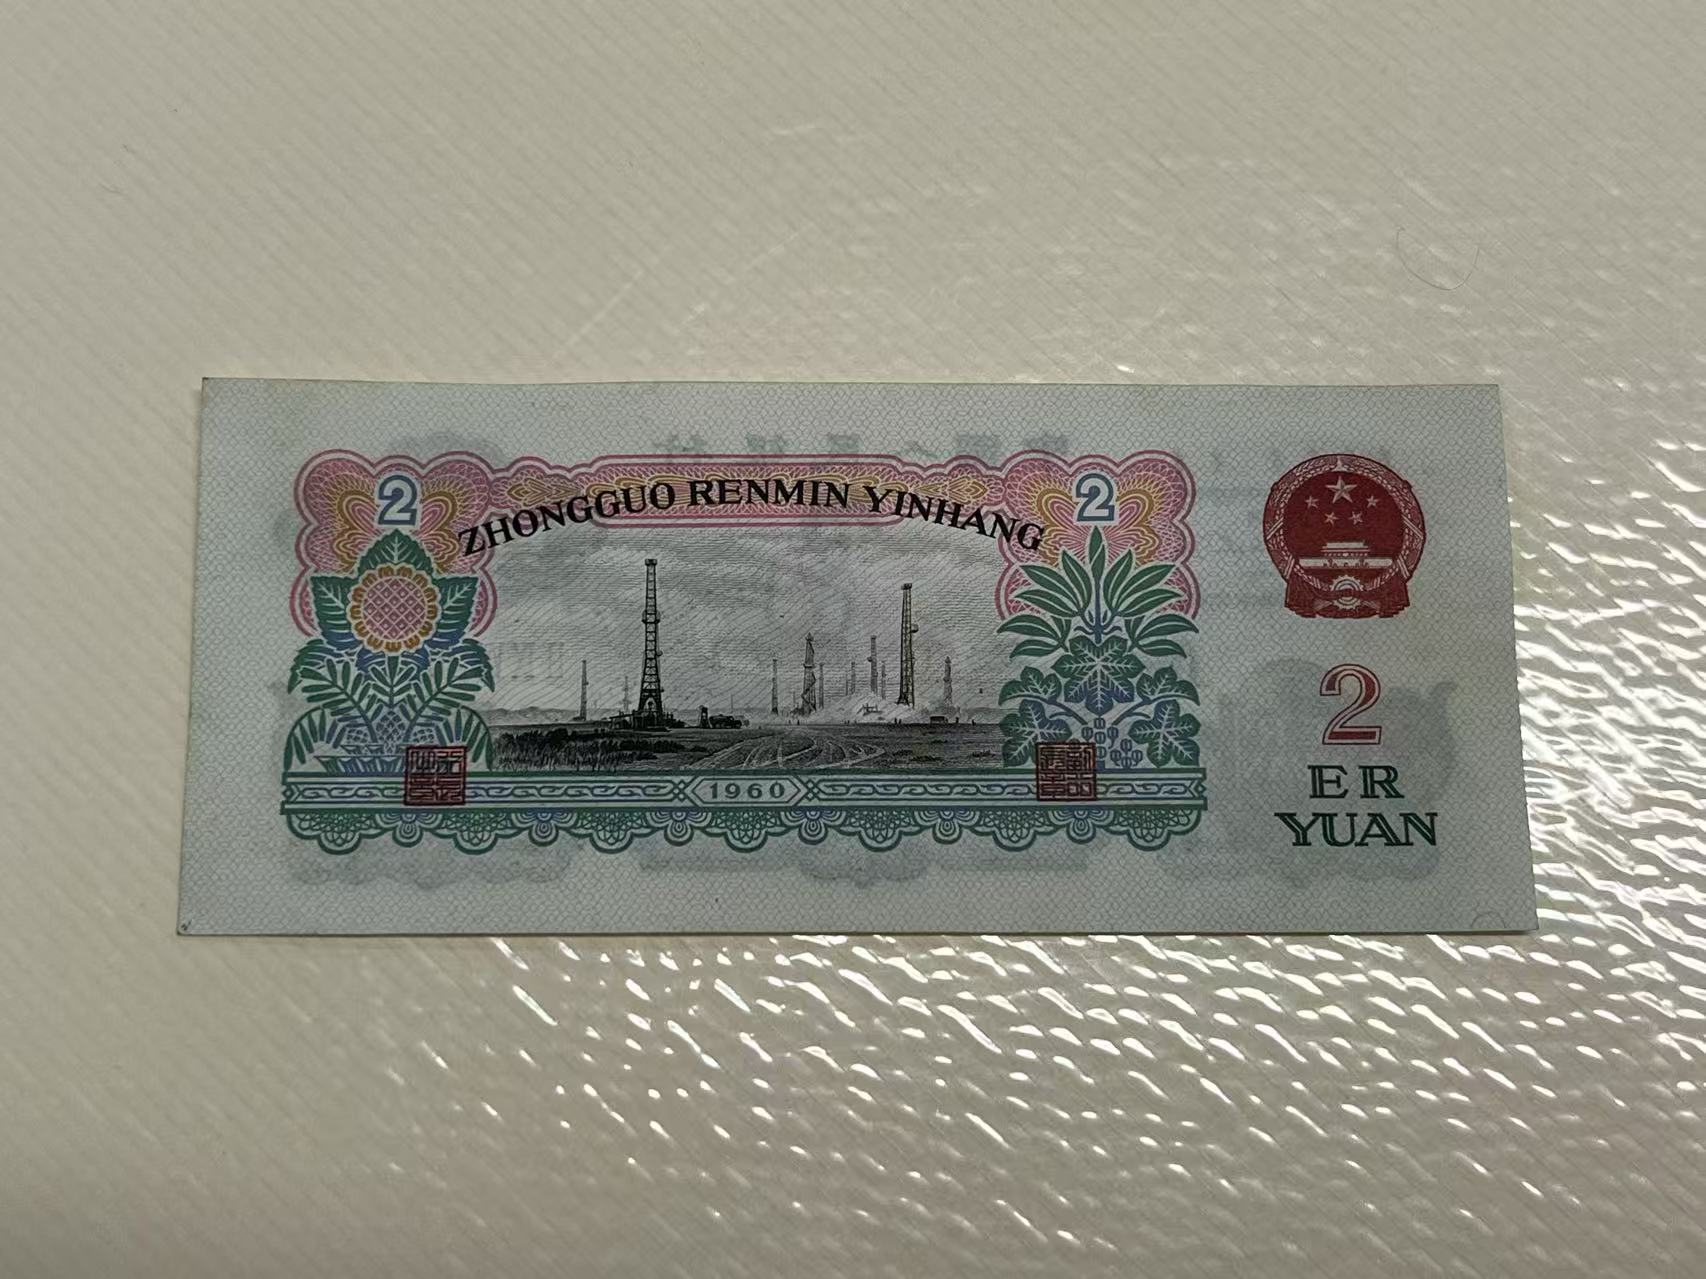 2
ZHONGGUO RENMIN YINHANG
2
1960
2
ER
YUAN